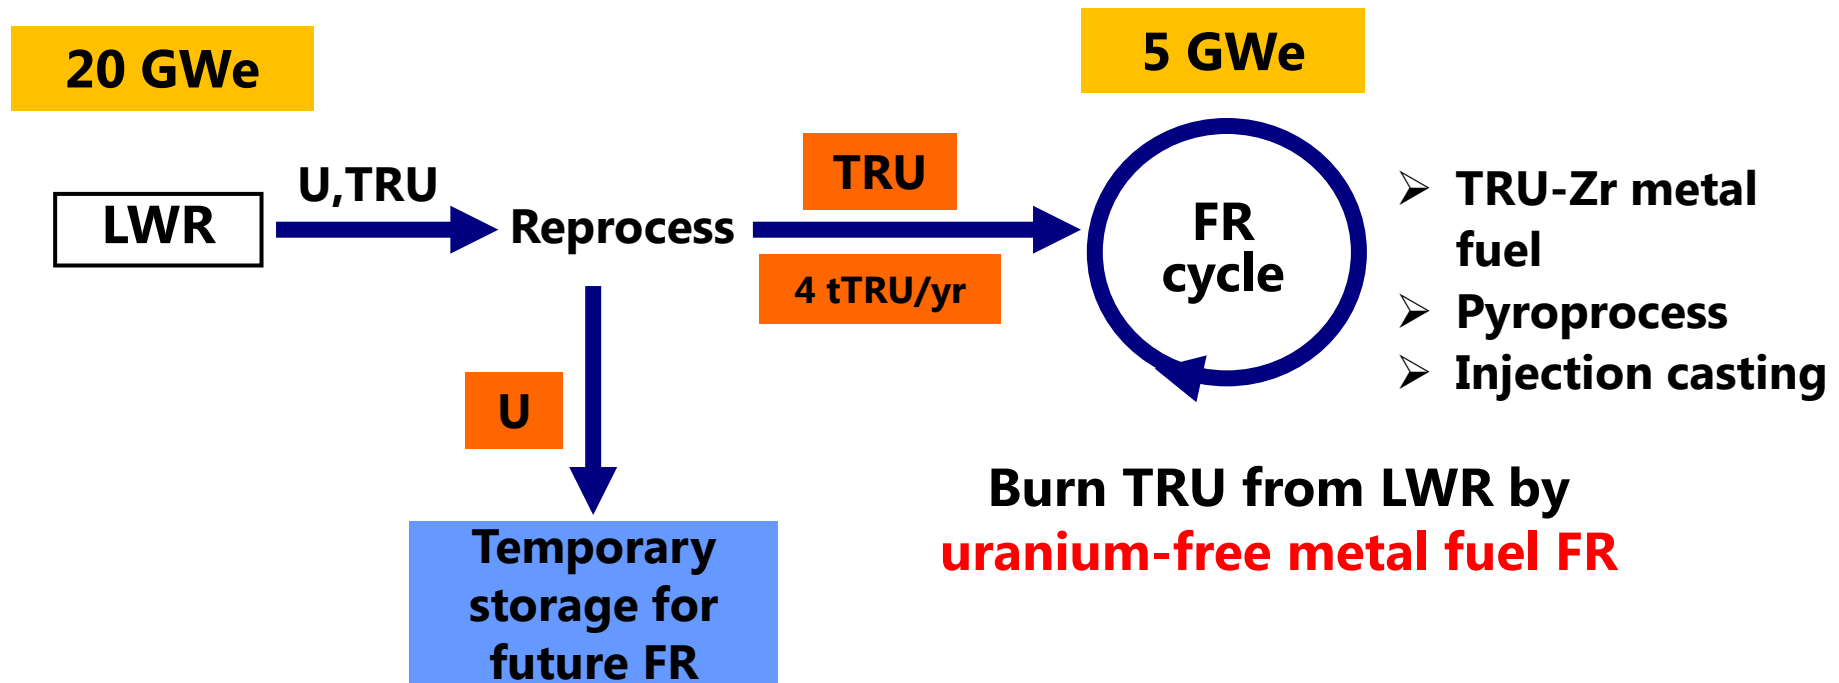 20 GWe
5 GWe
LWR
U,TRU
Reprocess
TRU
4 tTRU/yr
FR
cycle
➢ TRU-Zr metal
fuel
➢ Pyroprocess
➢ Injection casting
U
Temporary
storage for
future FR
Burn TRU from LWR by
uranium-free metal fuel FR